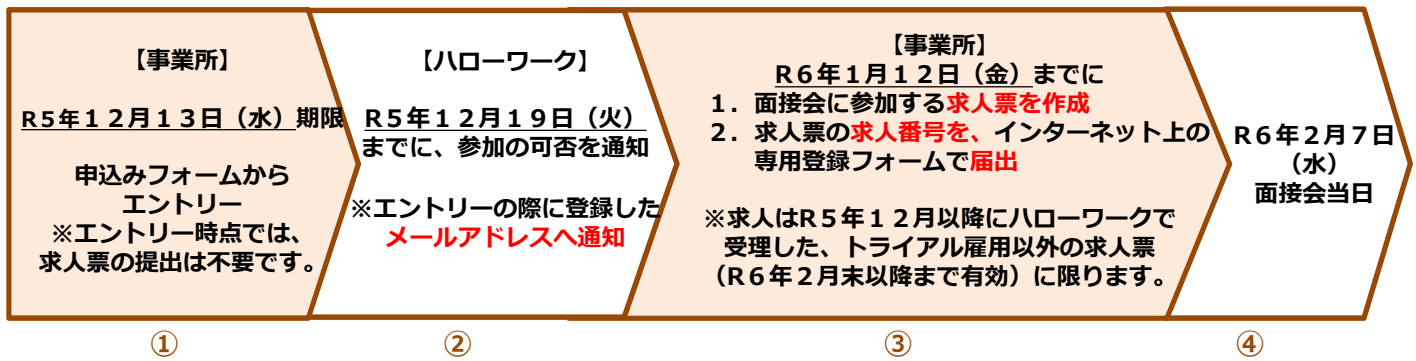 【事業所】
R5年12月13日（水）期限
申込みフォームから
エントリー
※エントリー時点では、
求人票の提出は不要です。
①
【ハローワーク】
R5年12月19日（火）
までに、参加の可否を通知
※エントリーの際に登録した
メールアドレスへ通知
②
【事業所】
R6年1月12日（金）までに
1．面接会に参加する求人票を作成
2．求人票の求人番号を、インターネット上の
専用登録フォームで届出
※求人はR5年12月以降にハローワークで
受理した、トライアル雇用以外の求人票
（R6年2月末以降まで有効）に限ります。
③
R6年2月7日
（水）
面接会当日
④